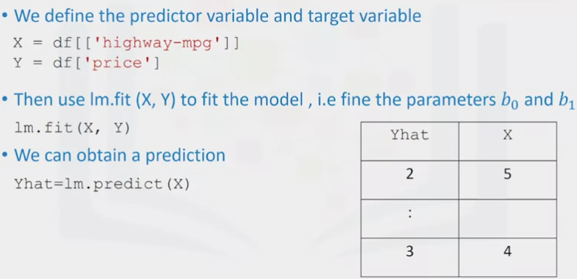 • We define the predictor variable and target variable
X = df[['highway-mpg']]
Y = df['price']
• Then use lm.fit (X, Y) to fit the model , i.e fine the parameters b₀ and b₁
lm.fit(X, Y)
• We can obtain a prediction
Yhat=lm.predict(X)
Yhat X
2 5
:
3 4